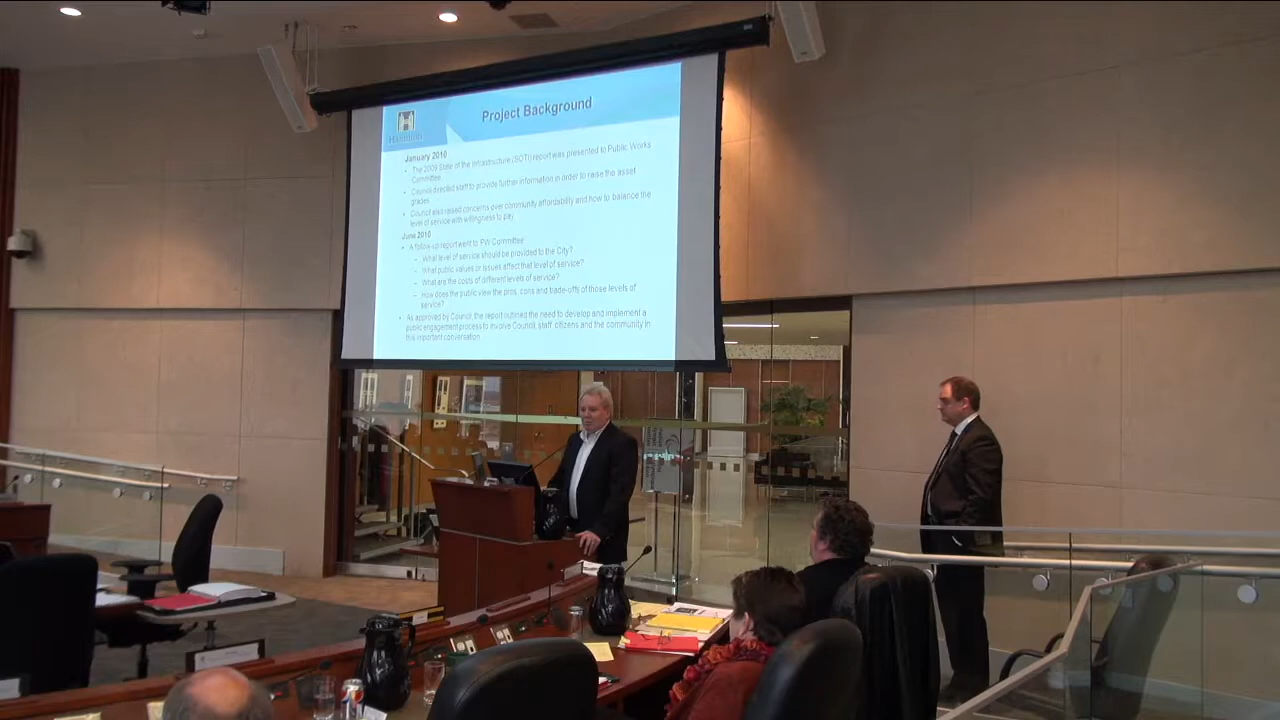 Project Background
Hamilton
January 2010
• The 2009 State of the Infrastructure (SOTI) report was presented to Public Works
Committee.
• Council directed staff to provide further information in order to raise the asset
grades
• Council also raised concerns over community affordability and how to balance the
level of service with willingness to pay.
June 2010
• A follow-up report went to PW Committee
- What level of service should be provided to the City?
- What public values or issues affect that level of service?
- What are the costs of different levels of service?
- How does the public view the pros, cons and trade-offs of those levels of
service?
• As approved by Council, the report outlined the need to develop and implement a
public engagement process to involve Council, staff, citizens and the community in
this important conversation.